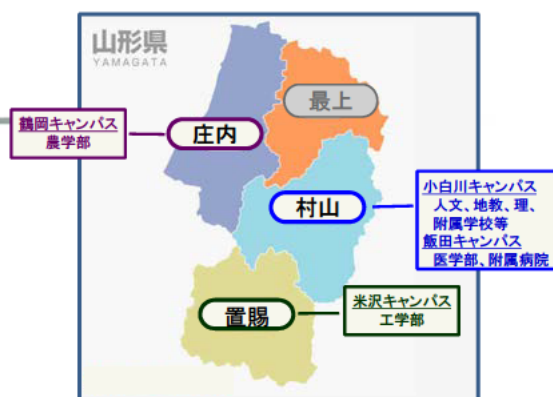 山形県
YAMAGATA
最上
鶴岡キャンパス
農学部
庄内
村山
小白川キャンパス
人文、地教、理、
附属学校等
飯田キャンパス
医学部、附属病院
置賜
米沢キャンパス
工学部